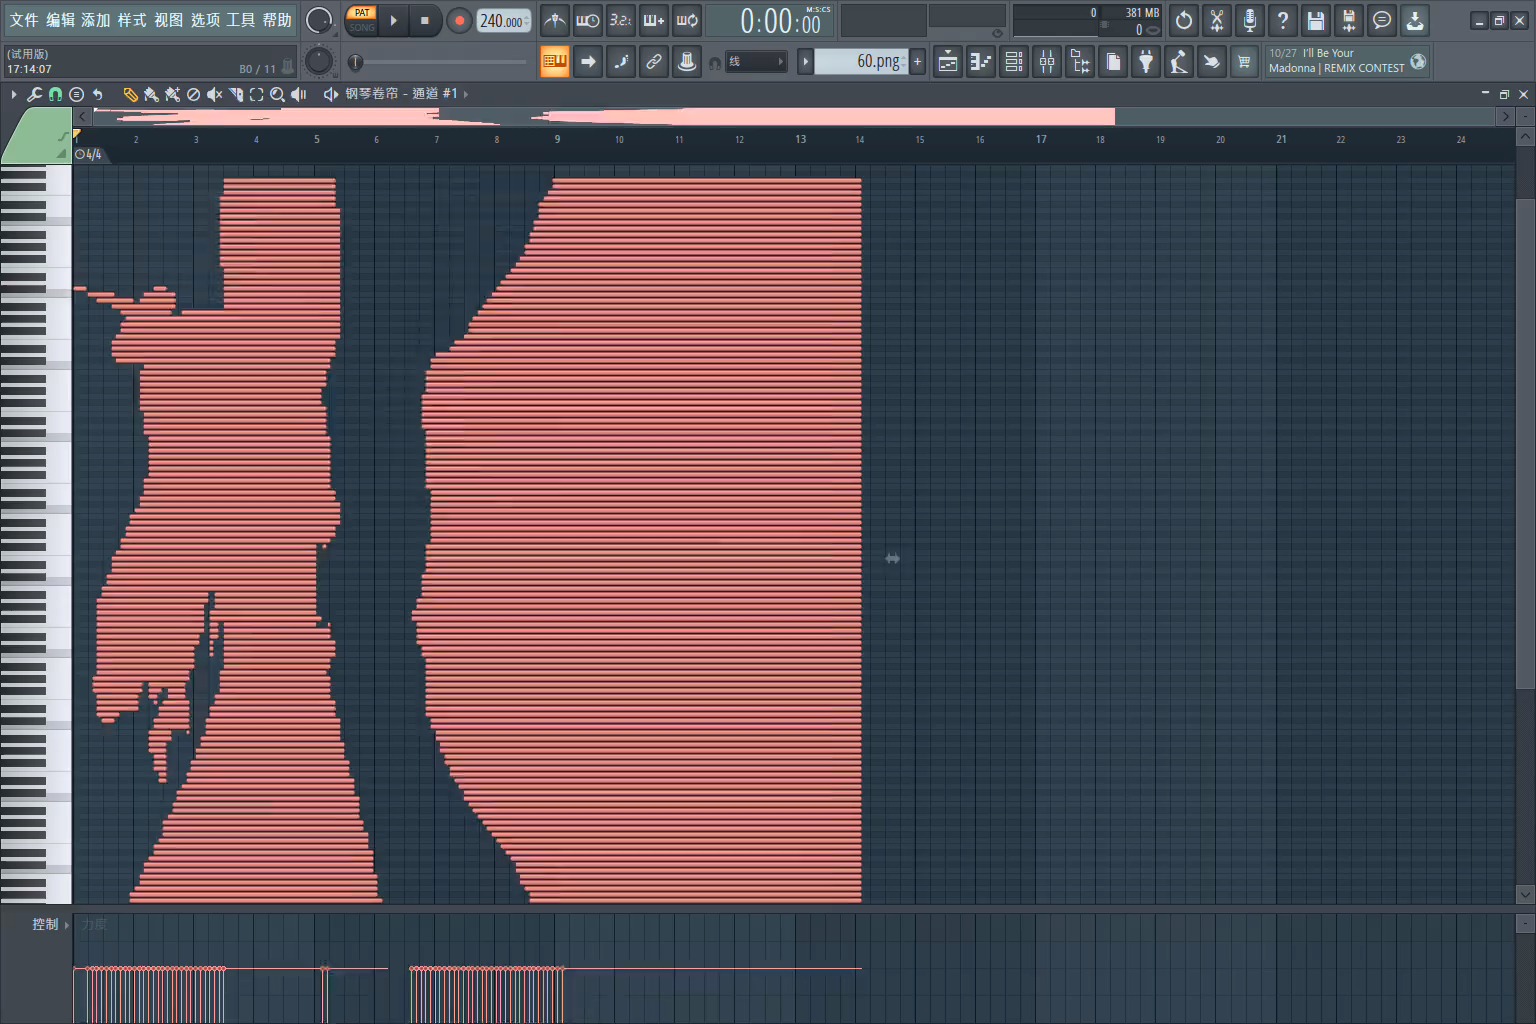 文件 编辑 添加 样式 视图 选项 工具 帮助
PAT
SONG
240.000
3.2
0:00:00
M:S:CS
0
381 MB
0
(试用版)
17:14:07
B0 / 11
线
60.png
+
10/27 I'll Be Your
Madonna | REMIX CONTEST
钢琴卷帘 - 通道 #1
1 2 3 4 5 6 7 8 9 10 11 12 13 14 15 16 17 18 19 20 21 22 23 24
4/4
控制
力度